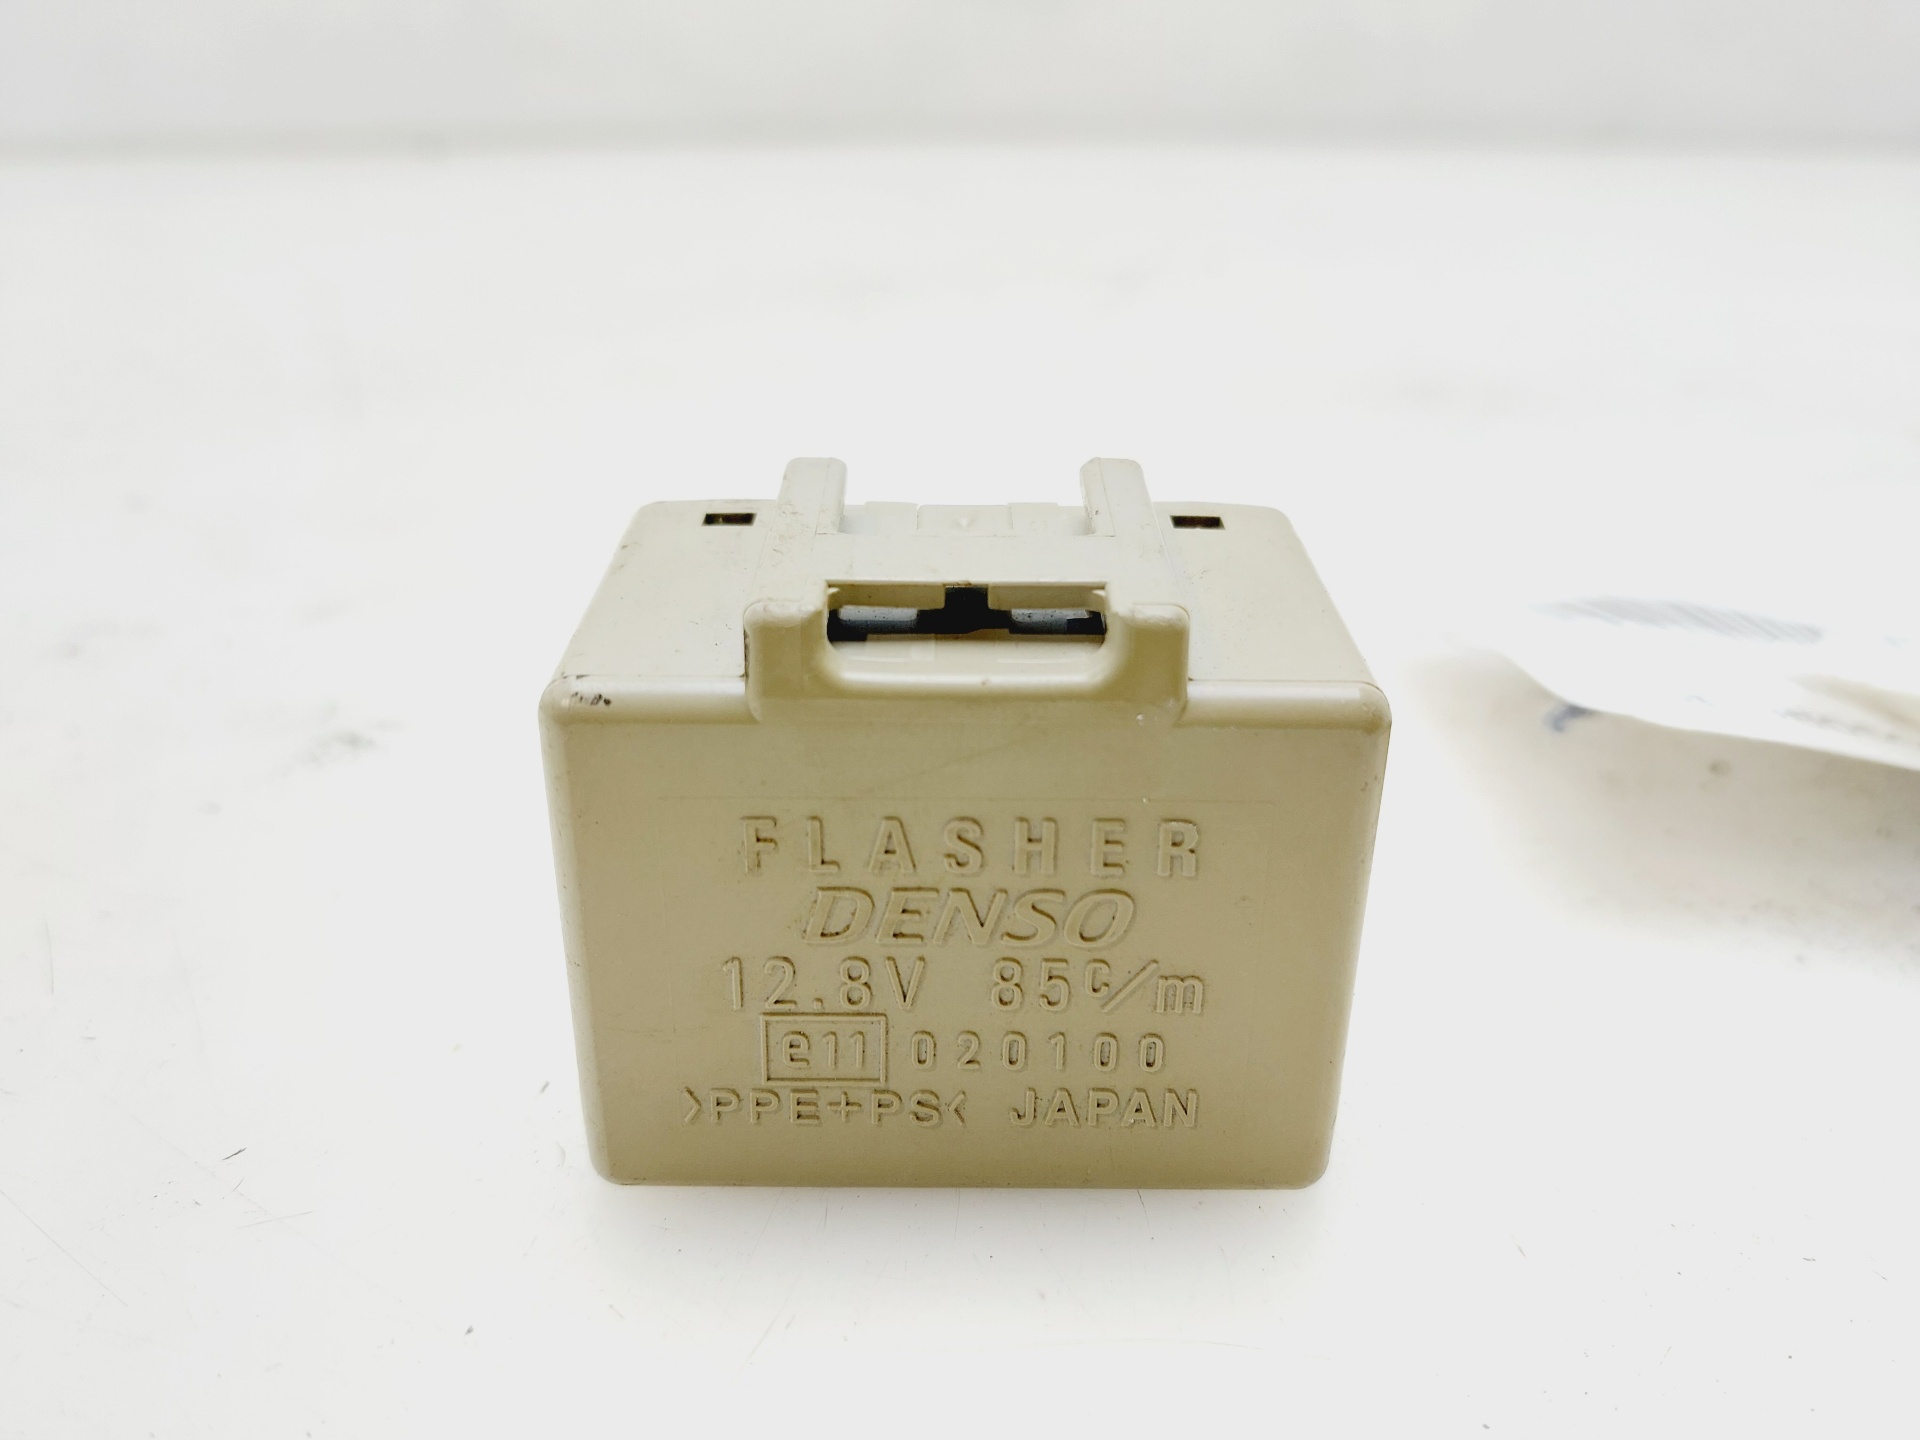 FLASHER
DENSO
12.8V 85c/m
e11 020100
>PPE+PS< JAPAN